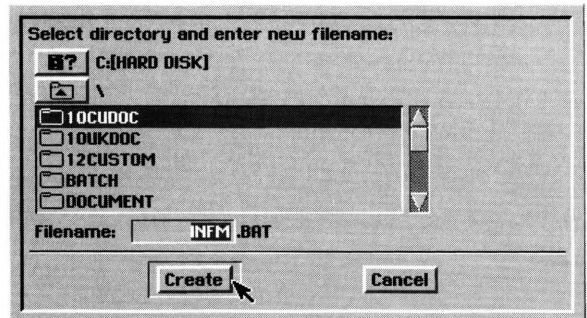 Select directory and enter new filename:
B? C:[HARD DISK]
\
10CUDOC
10UKDOC
12CUSTOM
BATCH
DOCUMENT
Filename: INFM .BAT
Create Cancel